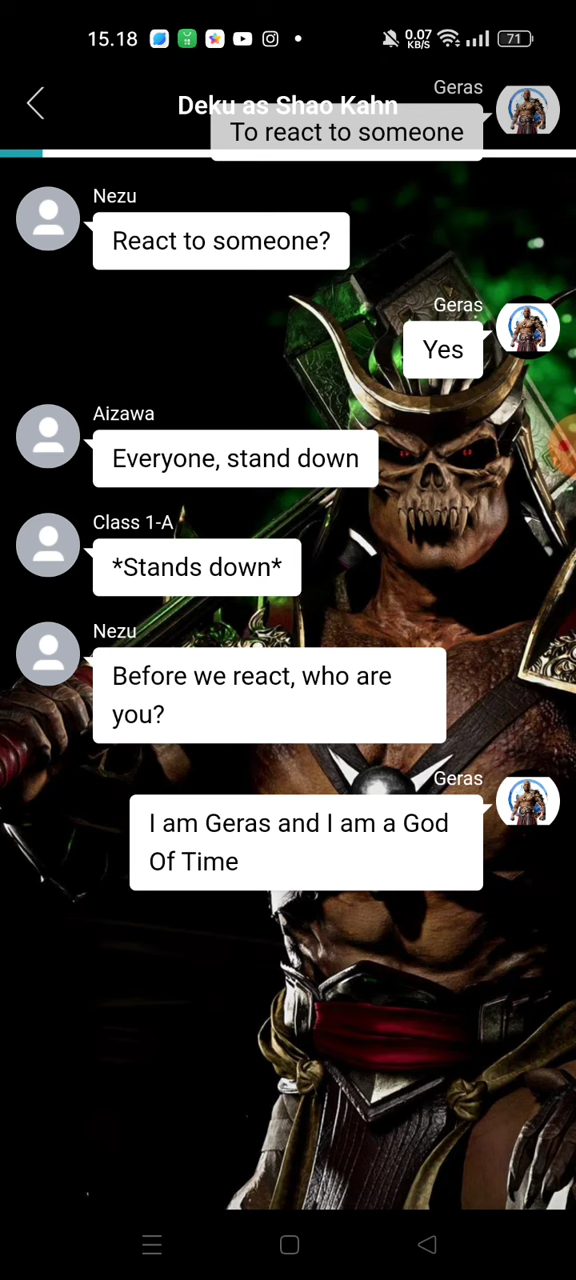 15.18
0.07
KB/S
71
Geras
Deku as Shao Kahn
To react to someone
Nezu
React to someone?
Geras
Yes
Aizawa
Everyone, stand down
Class 1-A
*Stands down*
Nezu
Before we react, who are
you?
Geras
I am Geras and I am a God
Of Time